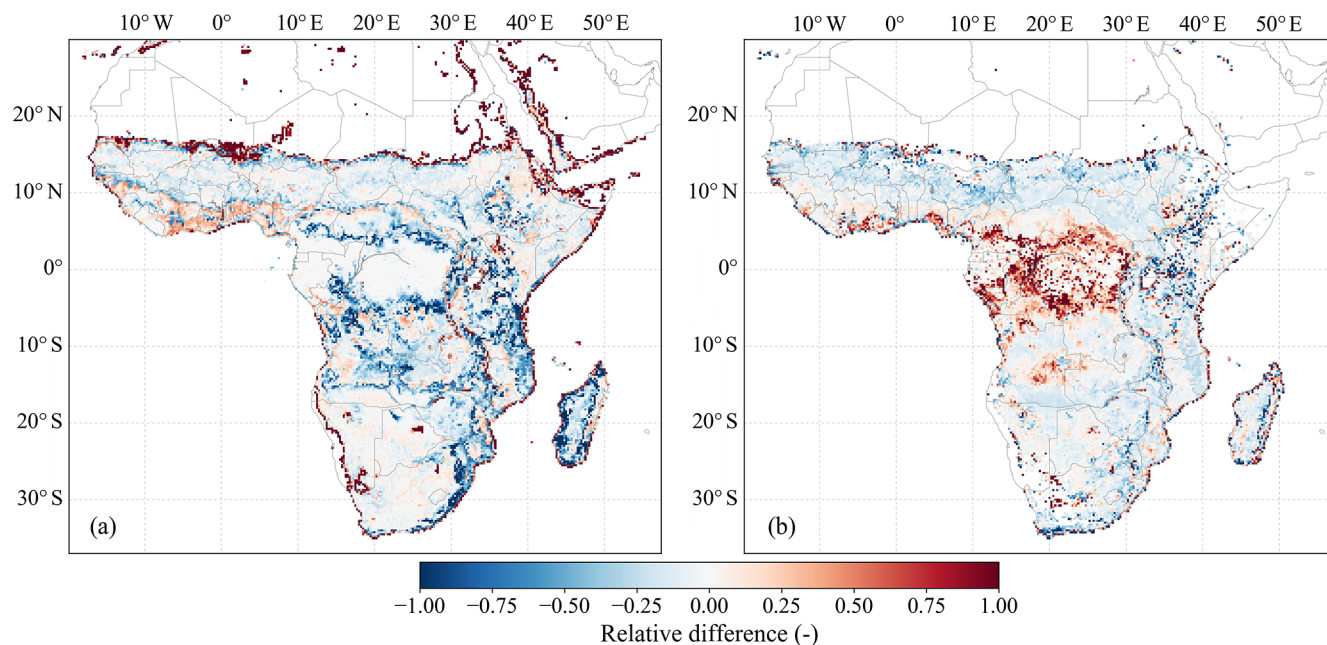 10° W 0° 10° E 20° E 30° E 40° E 50° E
10° W 0° 10° E 20° E 30° E 40° E 50° E
20° N
20° N
10° N
10° N
0°
0°
10° S
10° S
20° S
20° S
30° S
30° S
(a)
(b)
−1.00 −0.75 −0.50 −0.25 0.00 0.25 0.50 0.75 1.00
Relative difference (-)